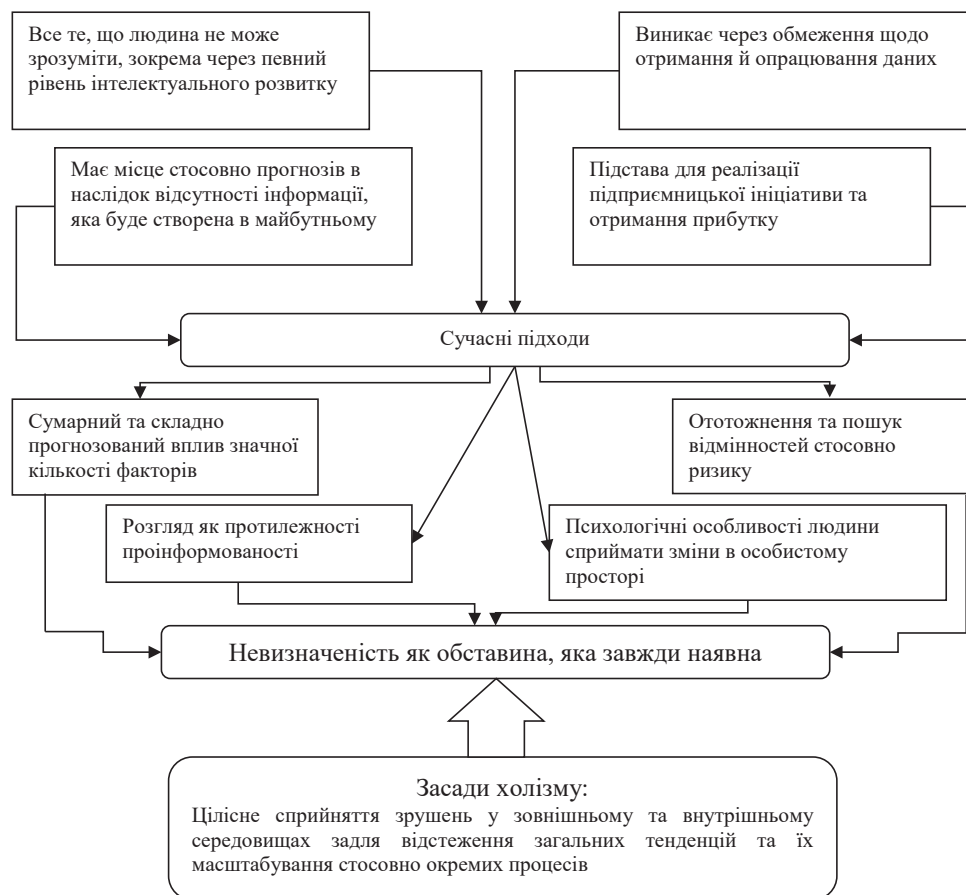 Все те, що людина не може
зрозуміти, зокрема через певний
рівень інтелектуального розвитку
Виникає через обмеження щодо
отримання й опрацювання даних
Має місце стосовно прогнозів в
наслідок відсутності інформації,
яка буде створена в майбутньому
Підстава для реалізації
підприємницької ініціативи та
отримання прибутку
Сучасні підходи
Сумарний та складно
прогнозований вплив значної
кількості факторів
Ототожнення та пошук
відмінностей стосовно
ризику
Розгляд як протилежності
проінформованості
Психологічні особливості людини
сприймати зміни в особистому
просторі
Невизначеність як обставина, яка завжди наявна
Засади холізму:
Цілісне сприйняття зрушень у зовнішньому та внутрішньому
середовищах задля відстеження загальних тенденцій та їх
масштабування стосовно окремих процесів